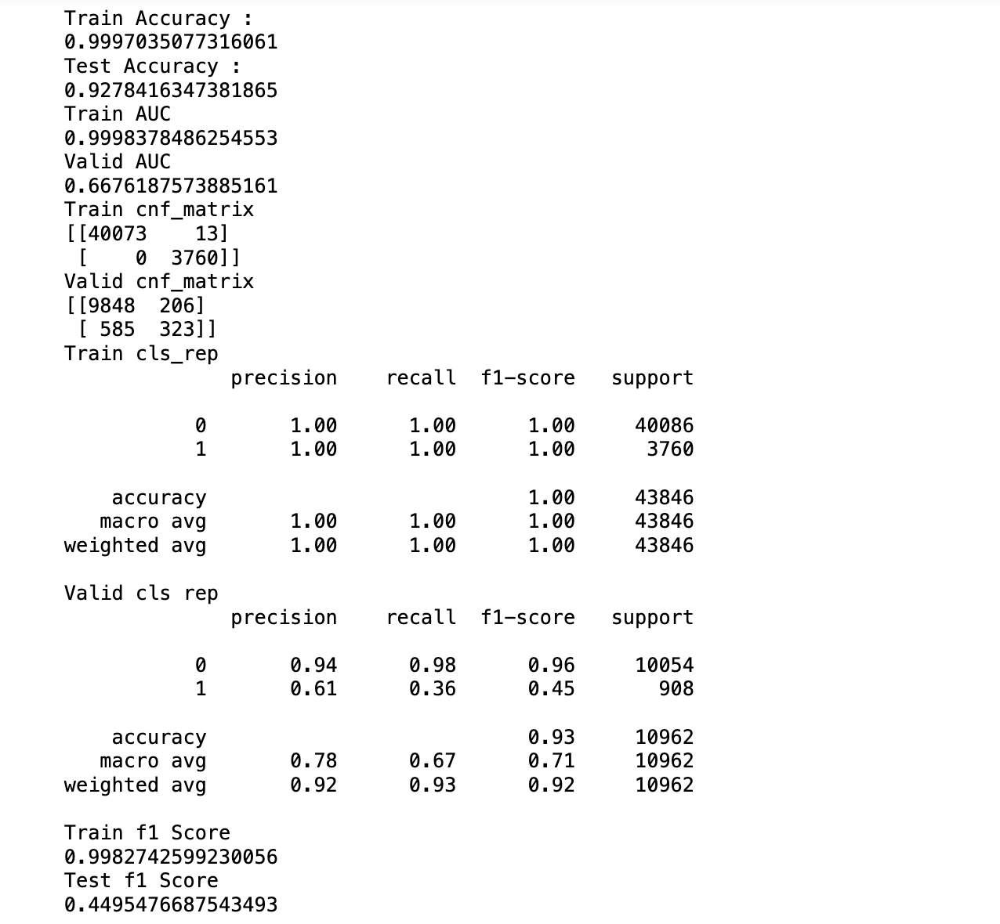 Train Accuracy :
0.9997035077316061
Test Accuracy :
0.9278416347381865
Train AUC
0.9998378486254553
Valid AUC
0.6676187573885161
Train cnf_matrix
[[40073    13]
 [    0  3760]]
Valid cnf_matrix
[[9848  206]
 [ 585  323]]
Train cls_rep
              precision    recall  f1-score   support

           0       1.00      1.00      1.00     40086
           1       1.00      1.00      1.00      3760

    accuracy                           1.00     43846
   macro avg       1.00      1.00      1.00     43846
weighted avg       1.00      1.00      1.00     43846

Valid cls rep
              precision    recall  f1-score   support

           0       0.94      0.98      0.96     10054
           1       0.61      0.36      0.45       908

    accuracy                           0.93     10962
   macro avg       0.78      0.67      0.71     10962
weighted avg       0.92      0.93      0.92     10962

Train f1 Score
0.9982742599230056
Test f1 Score
0.4495476687543493